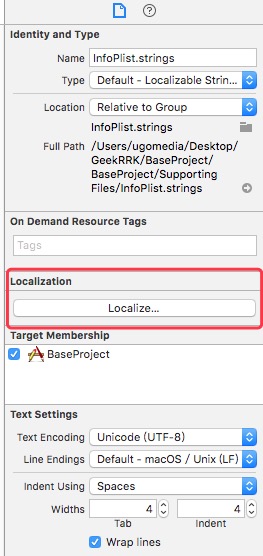 Identity and Type
Name InfoPlist.strings
Type Default - Localizable Strin...
Location Relative to Group
InfoPlist.strings
Full Path /Users/ugomedia/Desktop/
GeekRRK/BaseProject/
BaseProject/Supporting
Files/InfoPlist.strings
On Demand Resource Tags
Tags
Localization
Localize...
Target Membership
BaseProject
Text Settings
Text Encoding Unicode (UTF-8)
Line Endings Default - macOS / Unix (LF)
Indent Using Spaces
Widths 4 4
Tab Indent
Wrap lines